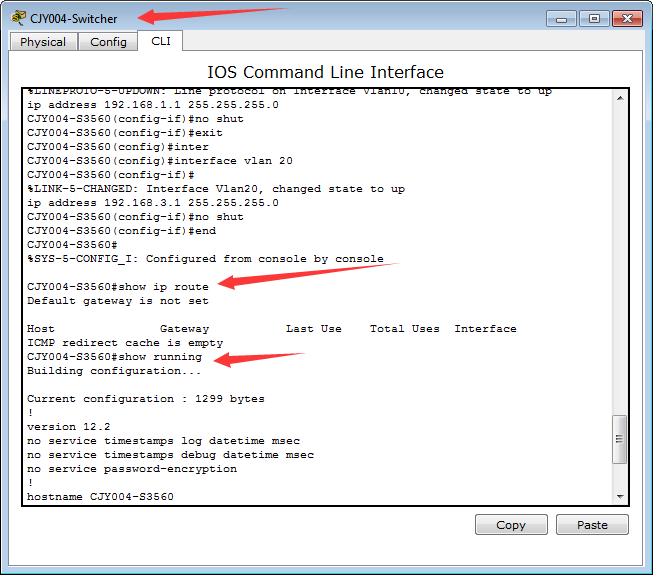 CJY004-Switcher
Physical Config CLI
IOS Command Line Interface
%LINEPROTO-5-UPDOWN: Line protocol on Interface Vlan10, changed state to up
ip address 192.168.1.1 255.255.255.0
CJY004-S3560(config-if)#no shut
CJY004-S3560(config-if)#exit
CJY004-S3560(config)#inter
CJY004-S3560(config)#interface vlan 20
CJY004-S3560(config-if)#
%LINK-5-CHANGED: Interface Vlan20, changed state to up
ip address 192.168.3.1 255.255.255.0
CJY004-S3560(config-if)#no shut
CJY004-S3560(config-if)#end
CJY004-S3560#
%SYS-5-CONFIG_I: Configured from console by console
CJY004-S3560#show ip route
Default gateway is not set
Host Gateway Last Use Total Uses Interface
ICMP redirect cache is empty
CJY004-S3560#show running
Building configuration...
Current configuration : 1299 bytes
!
version 12.2
no service timestamps log datetime msec
no service timestamps debug datetime msec
no service password-encryption
!
hostname CJY004-S3560
Copy Paste